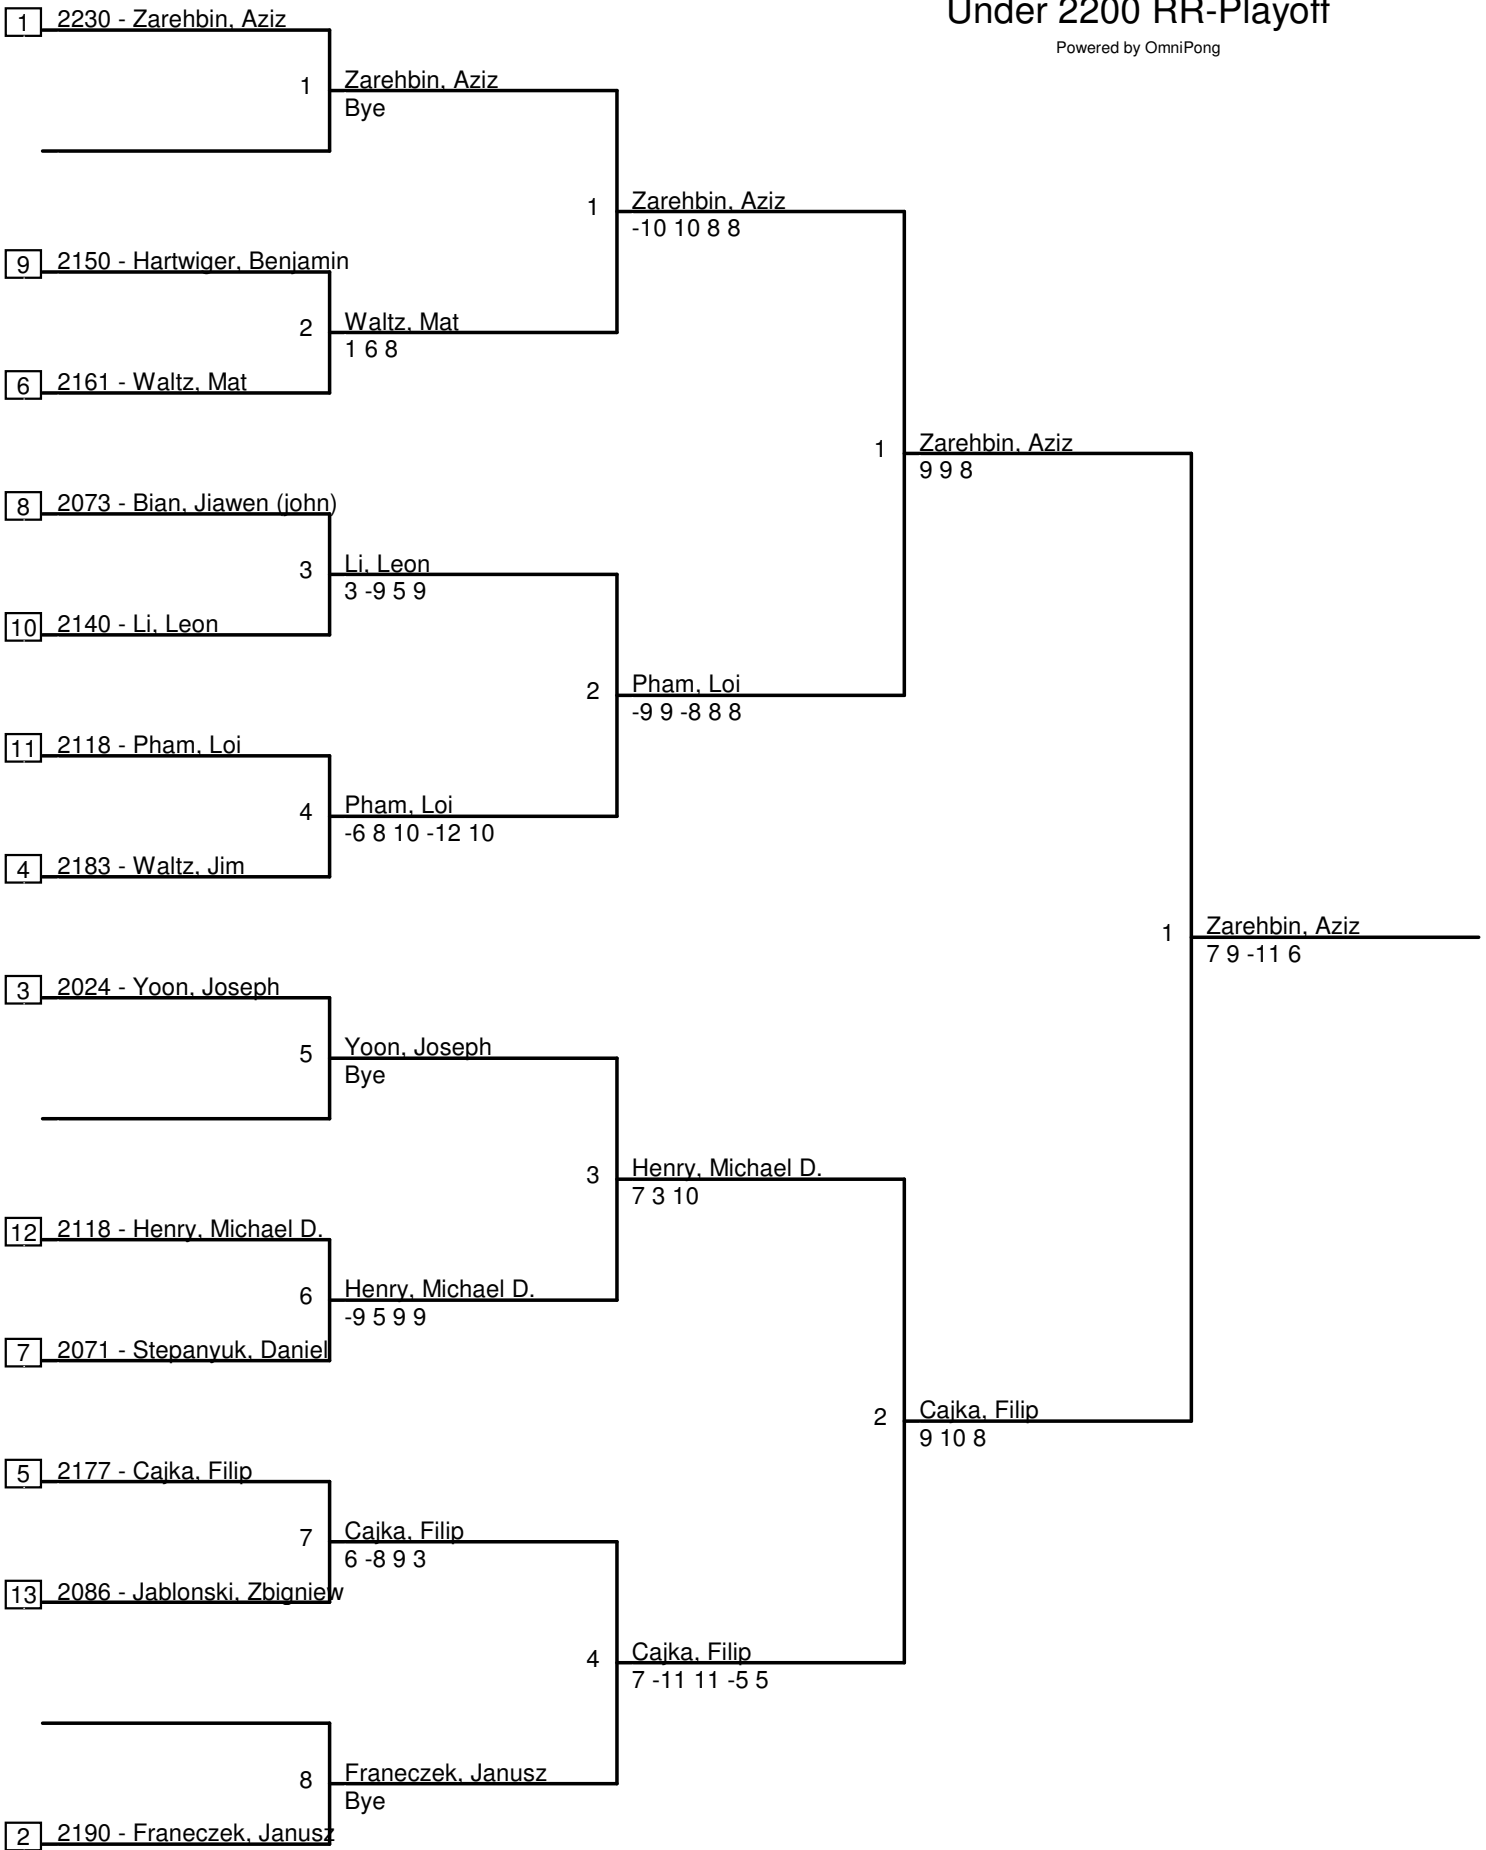 Under 2200 RR-Playoff
Powered by OmniPong
1 2230 - Zarehbin, Aziz
1 Zarehbin, Aziz
Bye
1 Zarehbin, Aziz
-10 10 8 8
9 2150 - Hartwiger, Benjamin
2 Waltz, Mat
1 6 8
6 2161 - Waltz, Mat
1 Zarehbin, Aziz
9 9 8
8 2073 - Bian, Jiawen (john)
3 Li, Leon
3 -9 5 9
10 2140 - Li, Leon
2 Pham, Loi
-9 9 -8 8 8
11 2118 - Pham, Loi
4 Pham, Loi
-6 8 10 -12 10
4 2183 - Waltz, Jim
1 Zarehbin, Aziz
7 9 -11 6
3 2024 - Yoon, Joseph
5 Yoon, Joseph
Bye
3 Henry, Michael D.
7 3 10
12 2118 - Henry, Michael D.
6 Henry, Michael D.
-9 5 9 9
7 2071 - Stepanyuk, Daniel
2 Cajka, Filip
9 10 8
5 2177 - Cajka, Filip
7 Cajka, Filip
6 -8 9 3
13 2086 - Jablonski, Zbigniew
4 Cajka, Filip
7 -11 11 -5 5
8 Franeczek, Janusz
Bye
2 2190 - Franeczek, Janusz